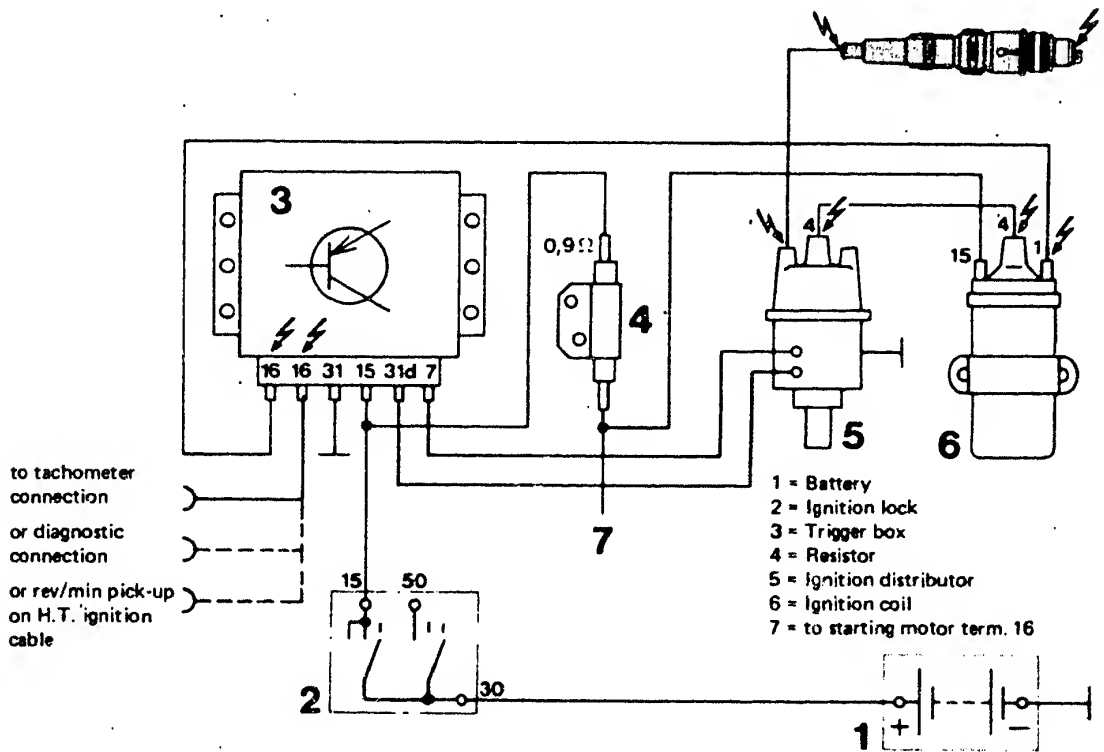 3
0,9Ω
4
4
15
4
1
16 16 31 15 31d 7
5
6
to tachometer
connection
or diagnostic
connection
or rev/min pick-up
on H.T. ignition
cable
7
1 = Battery
2 = Ignition lock
3 = Trigger box
4 = Resistor
5 = Ignition distributor
6 = Ignition coil
7 = to starting motor term. 16
15 50
2
30
1
+ −